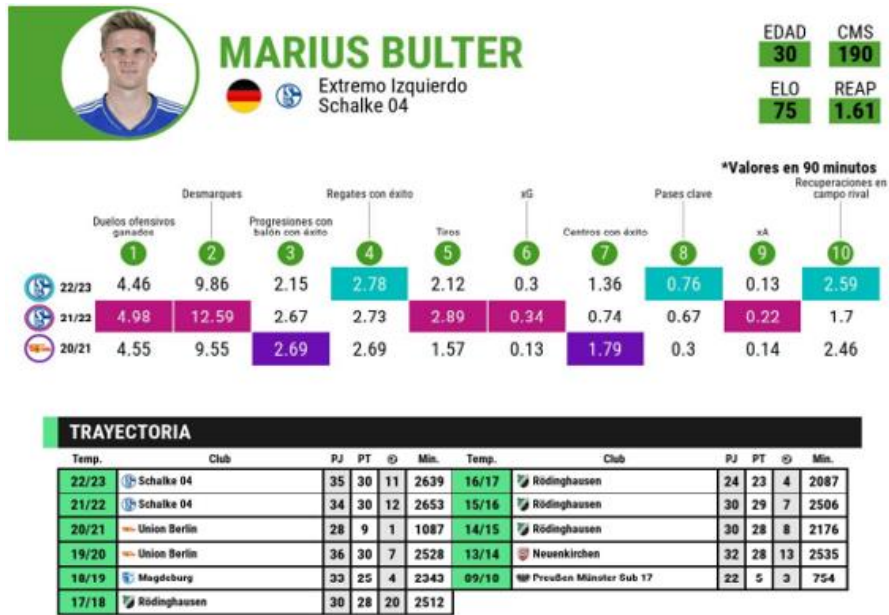 MARIUS BULTER
Extremo Izquierdo
Schalke 04
EDAD CMS
30 190
ELO REAP
75 1.61
*Valores en 90 minutos
Desmarques Regates con éxito xG Pases clave Recuperaciones en campo rival
Duelos ofensivos ganados Progresiones con balón con éxito Tiros Centros con éxito xA
1 2 3 4 5 6 7 8 9 10
22/23 4.46 9.86 2.15 2.78 2.12 0.3 1.36 0.76 0.13 2.59
21/22 4.98 12.59 2.67 2.73 2.89 0.34 0.74 0.67 0.22 1.7
20/21 4.55 9.55 2.69 2.69 1.57 0.13 1.79 0.3 0.14 2.46
TRAYECTORIA
Temp. Club PJ PT Min. Temp. Club PJ PT Min.
22/23 Schalke 04 35 30 11 2639 16/17 Rödinghausen 24 23 4 2087
21/22 Schalke 04 34 30 12 2653 15/16 Rödinghausen 30 29 7 2506
20/21 Union Berlin 28 9 1 1087 14/15 Rödinghausen 30 28 8 2176
19/20 Union Berlin 36 30 7 2528 13/14 Neuenkirchen 32 28 13 2535
18/19 Magdeburg 33 25 4 2343 09/10 Preußen Münster Sub 17 22 5 3 754
17/18 Rödinghausen 30 28 20 2512